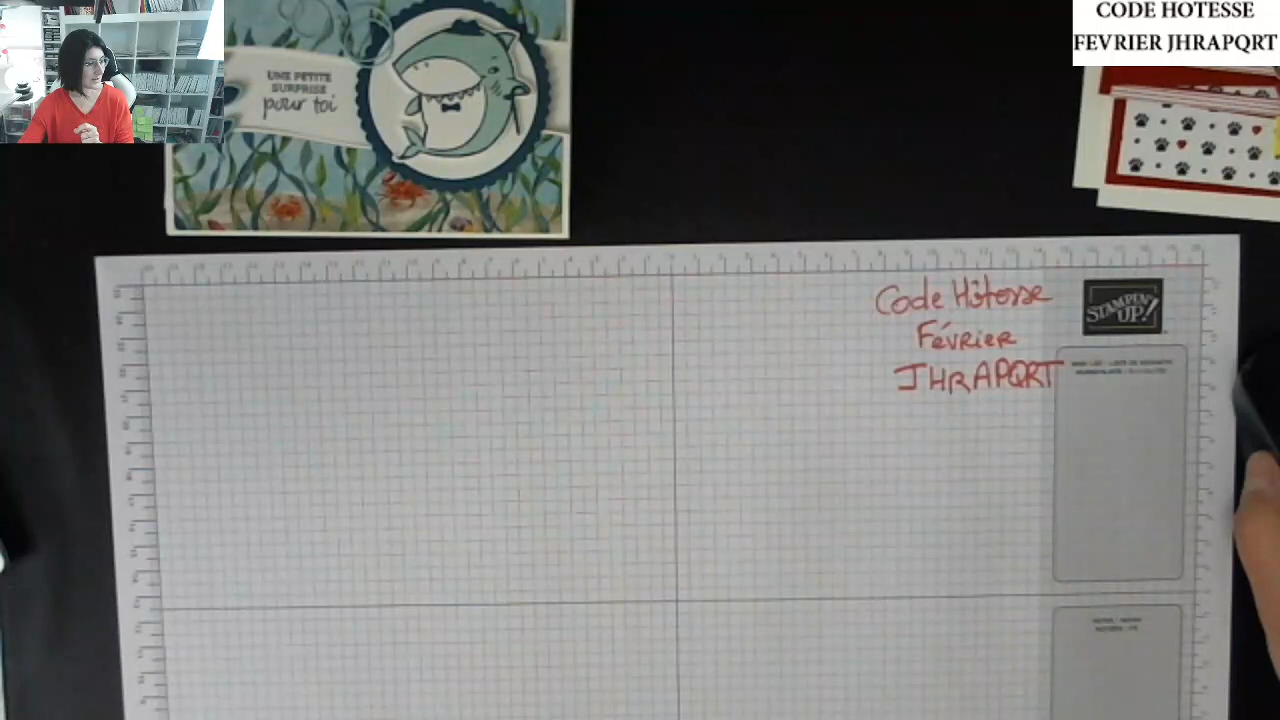 CODE HOTESSE
FEVRIER JHRAPQRT
UNE PETITE
SURPRISE
pour toi
Code Hôtesse
Février
JHRAPQRT
STAMPIN'
UP!